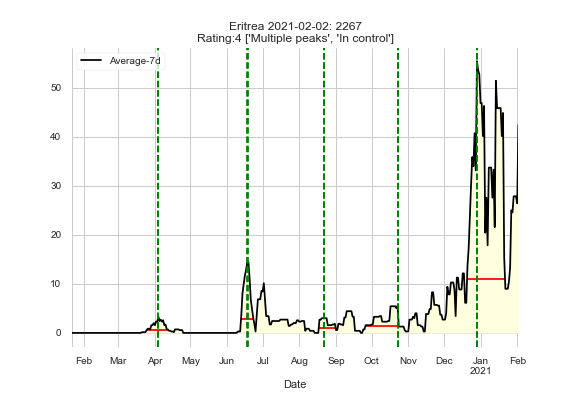 Eritrea 2021-02-02: 2267
Rating:4 ['Multiple peaks', 'In control']
Average-7d
50
40
30
20
10
0
Feb Mar Apr May Jun Jul Aug Sep Oct Nov Dec Jan Feb
2021
Date